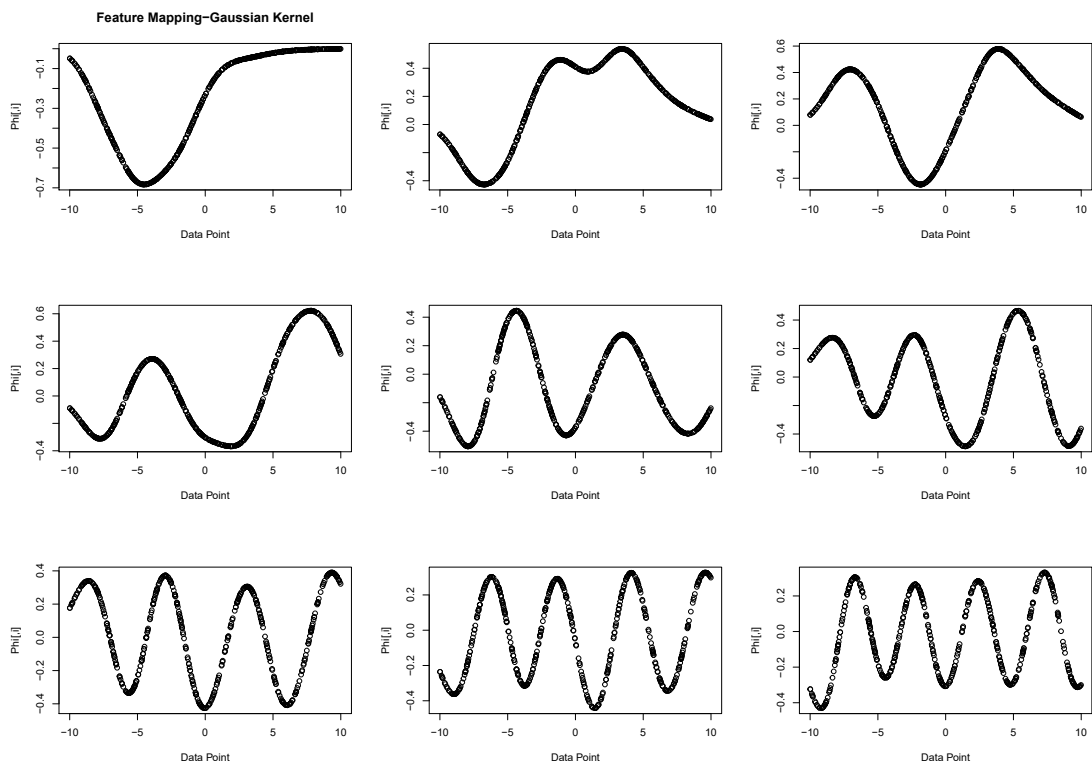 Feature Mapping−Gaussian Kernel
Phi[,i]
−0.7 −0.5 −0.3 −0.1
−10 −5 0 5 10
Data Point
Phi[,i]
−0.4 0.0 0.2 0.4
−10 −5 0 5 10
Data Point
Phi[,i]
−0.4 0.0 0.2 0.4 0.6
−10 −5 0 5 10
Data Point
Phi[,i]
−0.4 0.0 0.2 0.4 0.6
−10 −5 0 5 10
Data Point
Phi[,i]
−0.4 0.0 0.2 0.4
−10 −5 0 5 10
Data Point
Phi[,i]
−0.4 0.0 0.2 0.4
−10 −5 0 5 10
Data Point
Phi[,i]
−0.4 −0.2 0.0 0.2 0.4
−10 −5 0 5 10
Data Point
Phi[,i]
−0.4 −0.2 0.0 0.2
−10 −5 0 5 10
Data Point
Phi[,i]
−0.4 −0.2 0.0 0.2
−10 −5 0 5 10
Data Point